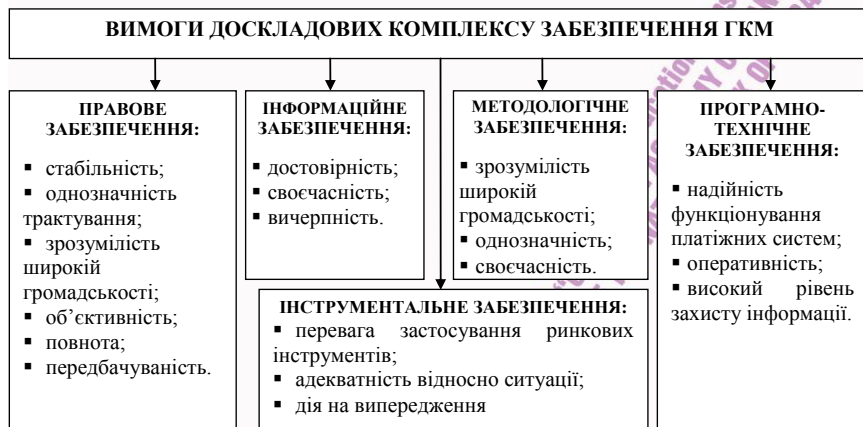 ВИМОГИ ДОСКЛАДОВИХ КОМПЛЕКСУ ЗАБЕЗПЕЧЕННЯ ГКМ
ПРАВОВЕ
ЗАБЕЗПЕЧЕННЯ:
▪ стабільність;
▪ однозначність
трактування;
▪ зрозумілість
широкій
громадськості;
▪ об’єктивність;
▪ повнота;
▪ передбачуваність.
ІНФОРМАЦІЙНЕ
ЗАБЕЗПЕЧЕННЯ:
▪ достовірність;
▪ своєчасність;
▪ вичерпність.
МЕТОДОЛОГІЧНЕ
ЗАБЕЗПЕЧЕННЯ:
▪ зрозумілість
широкій
громадськості;
▪ однозначність;
▪ своєчасність.
ПРОГРАМНО-
ТЕХНІЧНЕ
ЗАБЕЗПЕЧЕННЯ:
▪ надійність
функціонування
платіжних систем;
▪ оперативність;
▪ високий рівень
захисту інформації.
ІНСТРУМЕНТАЛЬНЕ ЗАБЕЗПЕЧЕННЯ:
▪ перевага застосування ринкових
інструментів;
▪ адекватність відносно ситуації;
▪ дія на випередження